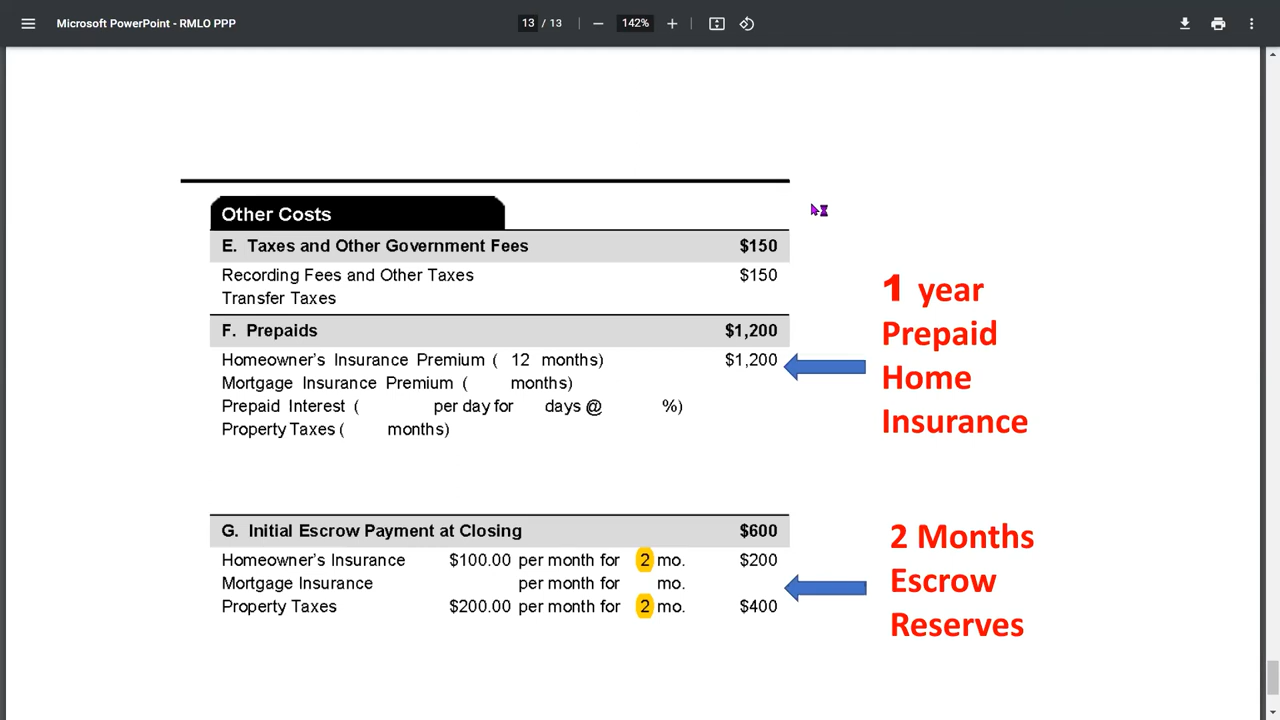 Microsoft PowerPoint - RMLO PPP
13 / 13
142%
Other Costs
E. Taxes and Other Government Fees $150
Recording Fees and Other Taxes $150
Transfer Taxes
F. Prepaids $1,200
Homeowner's Insurance Premium ( 12 months) $1,200
Mortgage Insurance Premium ( months)
Prepaid Interest ( per day for days @ %)
Property Taxes ( months)
1 year
Prepaid
Home
Insurance
G. Initial Escrow Payment at Closing $600
Homeowner's Insurance $100.00 per month for 2 mo. $200
Mortgage Insurance per month for mo.
Property Taxes $200.00 per month for 2 mo. $400
2 Months
Escrow
Reserves